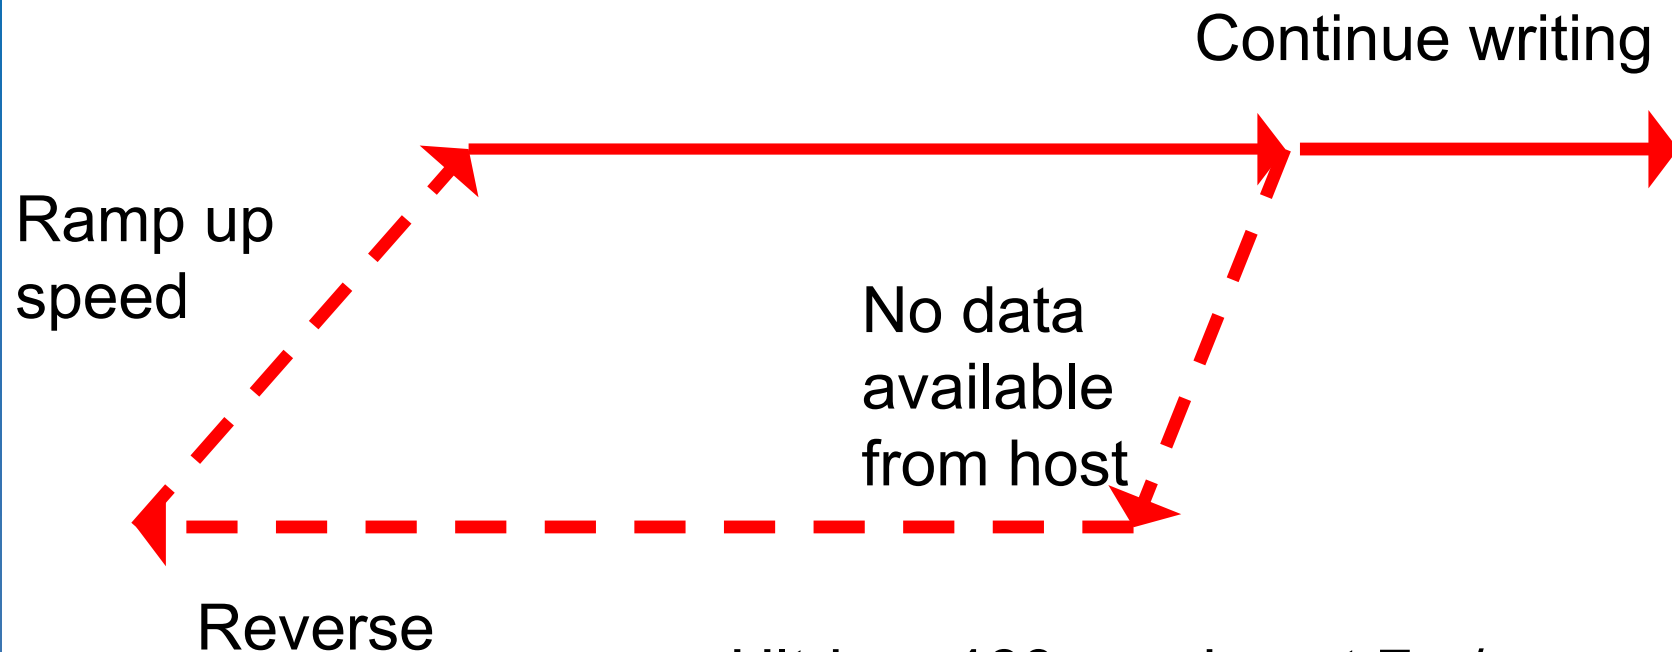 Continue writing
Ramp up
speed
No data
available
from host
Reverse